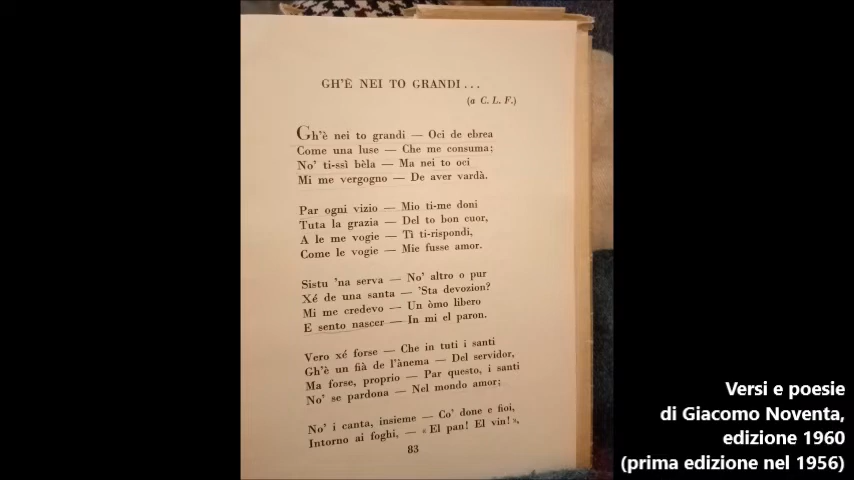 GH'È NEI TO GRANDI...
(a C. L. F.)
Gh'è nei to grandi — Oci de ebrea
Come una luse — Che me consuma;
No' ti-ssì bèla — Ma nei to oci
Mi me vergogno — De aver vardà.
Par ogni vizio — Mio ti-me doni
Tuta la grazia — Del to bon cuor,
A le me vogie — Ti ti-rispondi,
Come le vogie — Mie fusse amor.
Sistu 'na serva — No' altro o pur
Xé de una santa — 'Sta devozion?
Mi me credevo — Un òmo libero
E sento nascer — In mi el paron.
Vero xé forse — Che in tuti i santi
Gh'è un fià de l'ànema — Del servidor,
Ma forse, proprio — Par questo, i santi
No' se pardona — Nel mondo amor;
No' i canta, insieme — Co' done e fioi,
Intorno ai foghi, — « El pan! El vin! »,
83
Versi e poesie
di Giacomo Noventa,
edizione 1960
(prima edizione nel 1956)